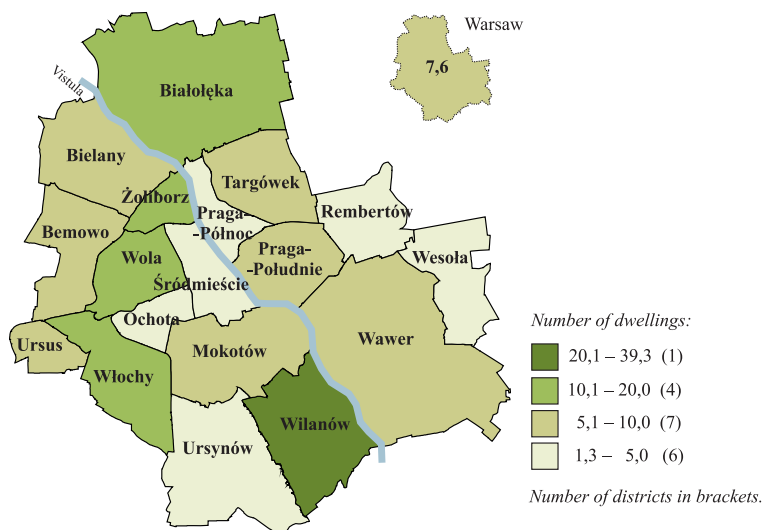 Warsaw
7,6
Vistula
Białołęka
Bielany
Targówek
Żoliborz
Praga-
-Północ
Rembertów
Bemowo
Praga-
-Południe
Wesoła
Wola
Śródmieście
Ochota
Ursus
Mokotów
Wawer
Włochy
Wilanów
Ursynów
Number of dwellings:
20,1 – 39,3 (1)
10,1 – 20,0 (4)
5,1 – 10,0 (7)
1,3 – 5,0 (6)
Number of districts in brackets.